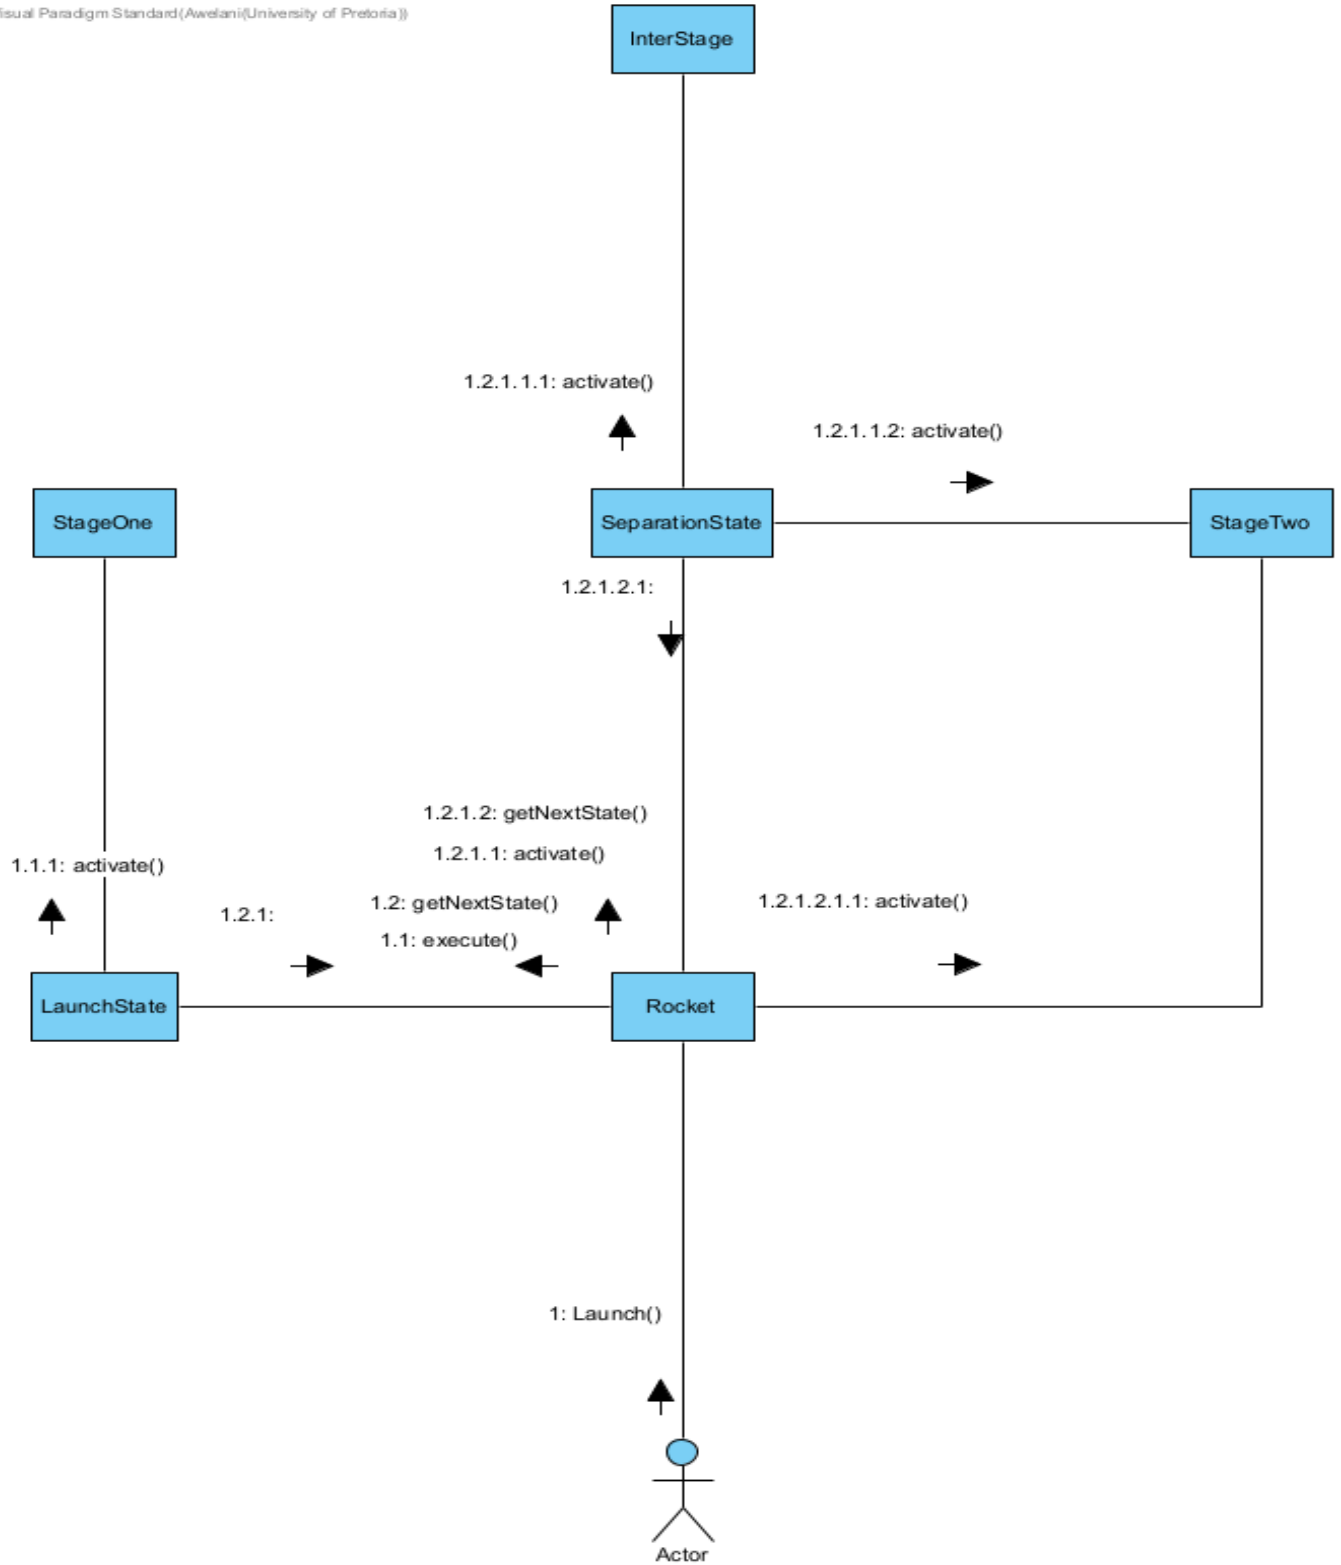 isual Paradigm Standard(Awelani(University of Pretoria))
InterStage
1.2.1.1.1: activate()
1.2.1.1.2: activate()
StageOne
SeparationState
StageTwo
1.2.1.2.1:
1.2.1.2: getNextState()
1.2.1.1: activate()
1.1.1: activate()
1.2: getNextState()
1.2.1.2.1.1: activate()
1.2.1:
1.1: execute()
LaunchState
Rocket
1: Launch()
Actor